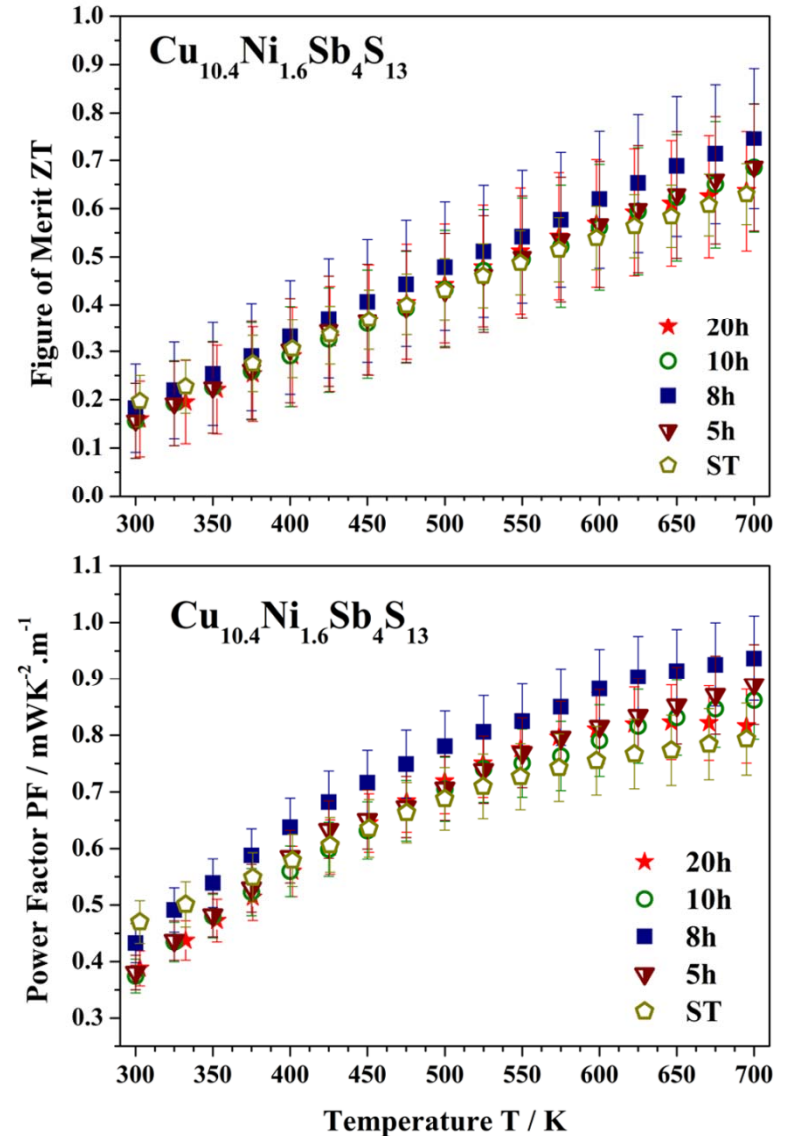 1.0
Cu10.4Ni1.6Sb4S13
0.9
0.8
0.7
0.6
0.5
0.4
0.3
0.2
0.1
0.0
Figure of Merit ZT
20h
10h
8h
5h
ST
300 350 400 450 500 550 600 650 700
1.1
Cu10.4Ni1.6Sb4S13
1.0
0.9
0.8
0.7
0.6
0.5
0.4
0.3
Power Factor PF / mWK-2.m-1
20h
10h
8h
5h
ST
300 350 400 450 500 550 600 650 700
Temperature T / K